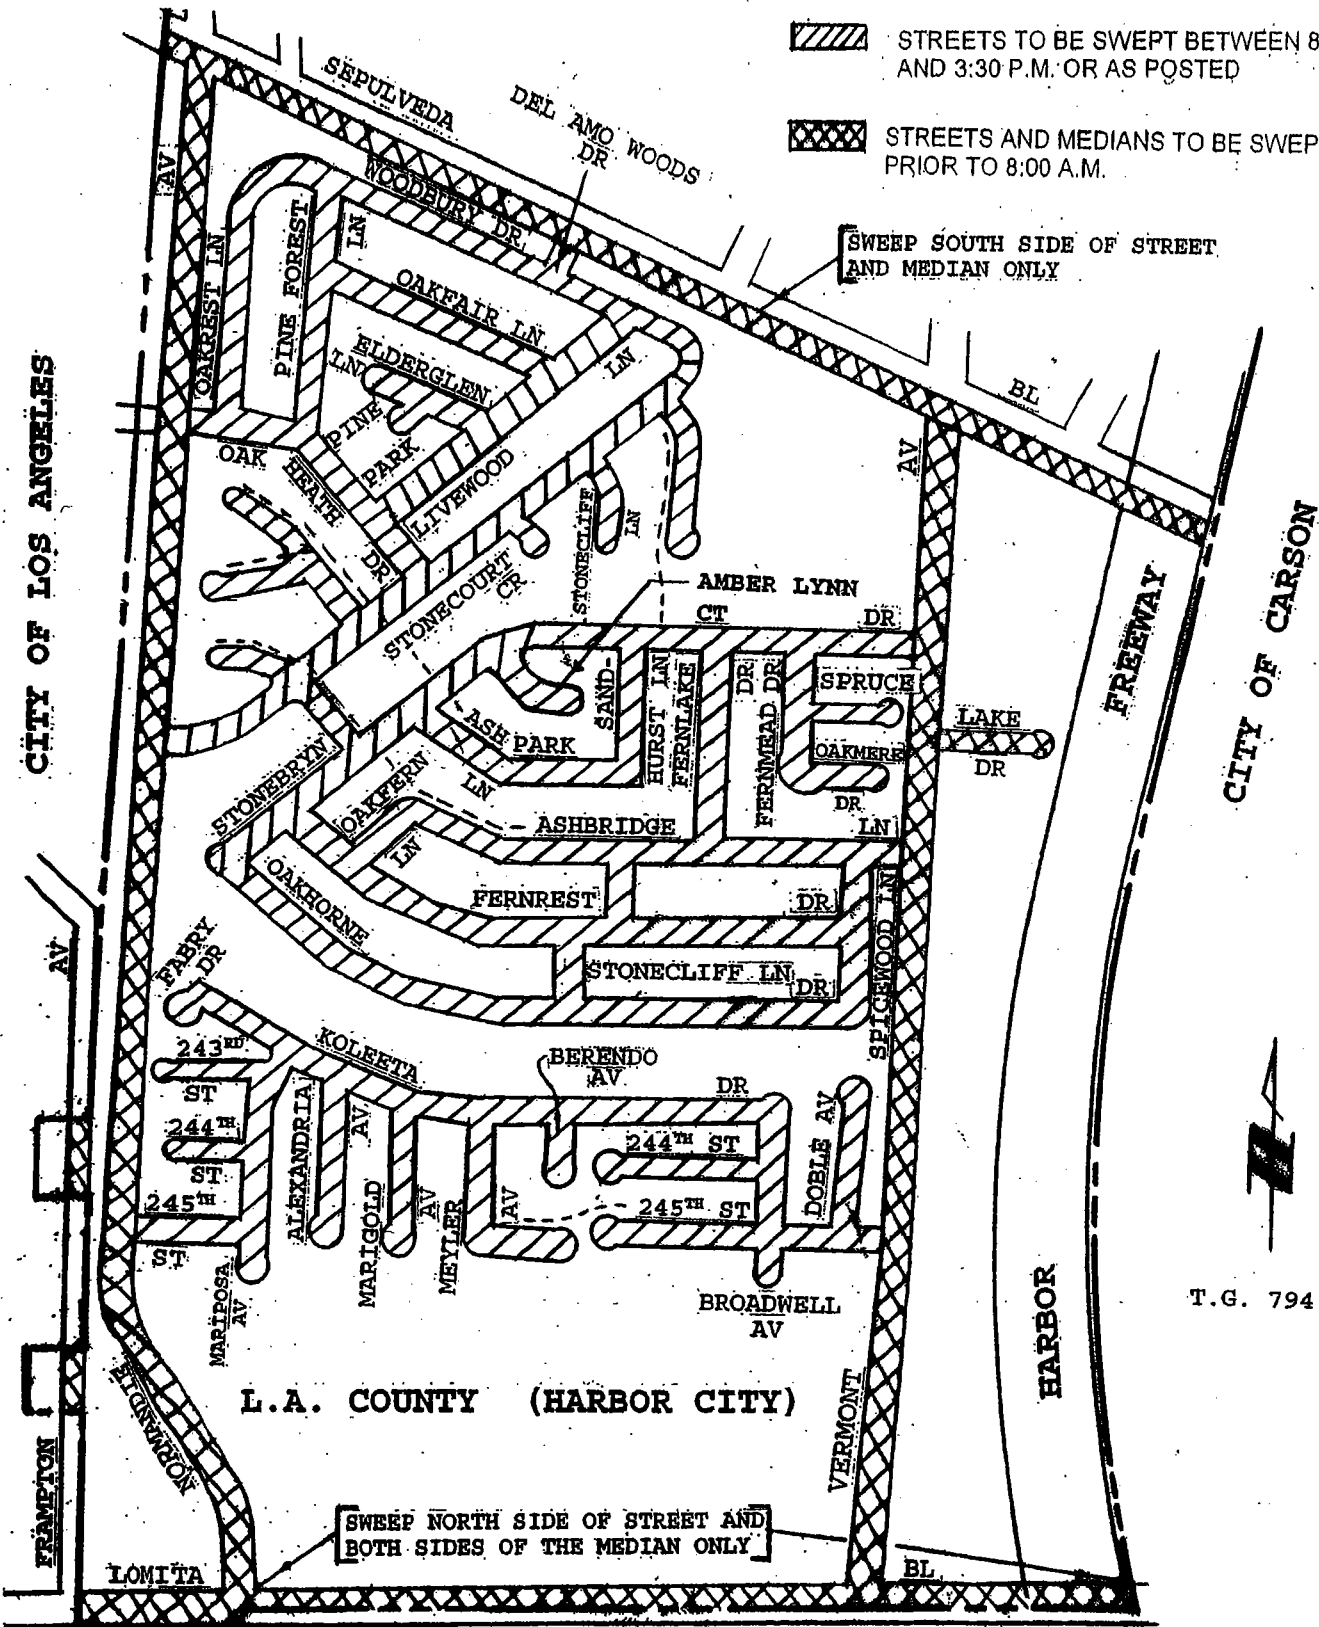 STREETS TO BE SWEPT BETWEEN 8
AND 3:30 P.M. OR AS POSTED
STREETS AND MEDIANS TO BE SWEP
PRIOR TO 8:00 A.M.
SEPULVEDA
DEL AMO WOODS
DR
AV
WOODBURY DR
SWEEP SOUTH SIDE OF STREET
AND MEDIAN ONLY
LN
OAKREST LN
PINE FOREST
OAKFAIR LN
ELDERGLEN
LN
LN
BL
PINE
PARK
OAK
HEATH
DR
LIVEWOOD
AV
CITY OF LOS ANGELES
STONECLIFF
LN
STONECOURT
CR
AMBER LYNN
CT
DR
FREEWAY
CITY OF CARSON
SAND-
HURST LN
FERNLAKE
DR
FERNMEAD DR
SPRUCE
LAKE
DR
ASH
PARK
OAKMERE
DR
STONEBRYN
OAKFERN
LN
LN
ASHBRIDGE
LN
OAKHORNE
FERNREST
DR
SPICEWOOD LN
STONECLIFF LN
DR
FABRY
DR
AV
243RD
ST
KOLEETA
BERENDO
AV
DR
244TH
ST
ALEXANDRIA
AV
244TH ST
DOBLE AV
245TH
ST
MARIGOLD
AV
MEYLER
AV
245TH ST
MARIPOSA
AV
BROADWELL
AV
HARBOR
T.G. 794
L.A. COUNTY (HARBOR CITY)
NORMANDIE
VERMONT
FRAMPTON
SWEEP NORTH SIDE OF STREET AND
BOTH SIDES OF THE MEDIAN ONLY
LOMITA
BL